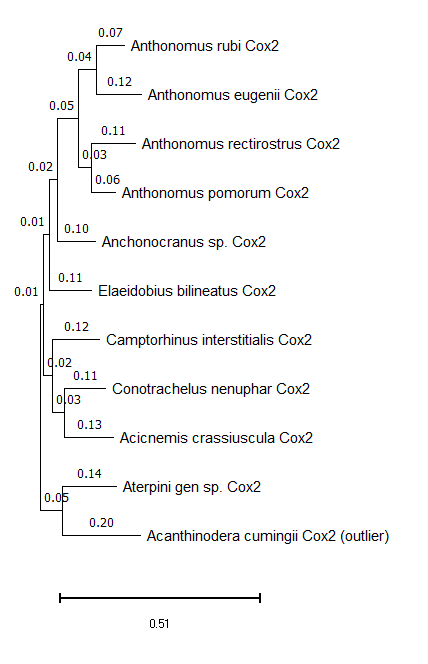 0.07
Anthonomus rubi Cox2
0.04
0.12
Anthonomus eugenii Cox2
0.05
0.11
Anthonomus rectirostrus Cox2
0.03
0.02
0.06
Anthonomus pomorum Cox2
0.01
0.10
Anchonocranus sp. Cox2
0.11
Elaeidobius bilineatus Cox2
0.01
0.12
Camptorhinus interstitialis Cox2
0.02
0.11
Conotrachelus nenuphar Cox2
0.03
0.13
Acicnemis crassiuscula Cox2
0.14
Aterpini gen sp. Cox2
0.05
0.20
Acanthinodera cumingii Cox2 (outlier)
0.51